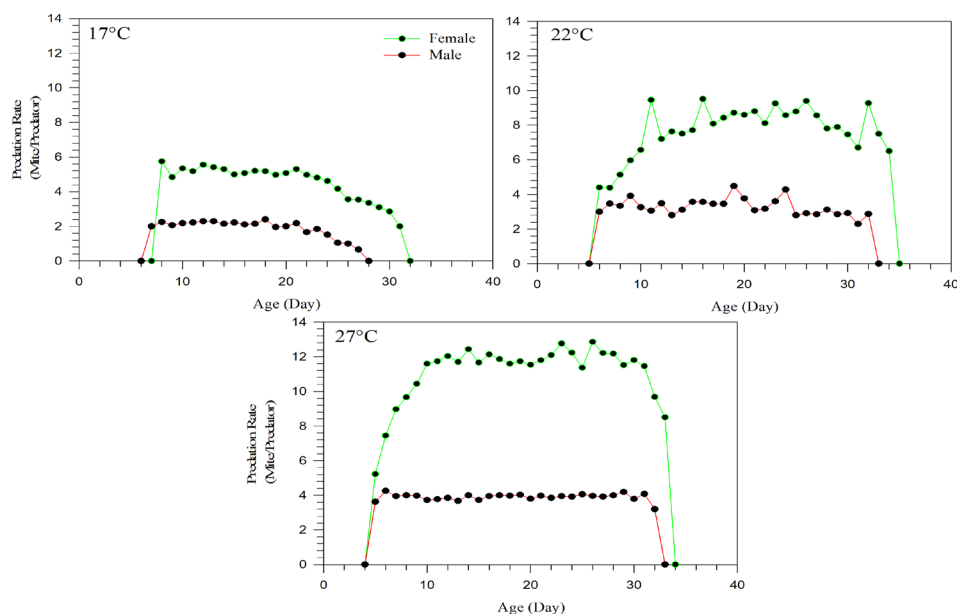 17°C
Female
Male
14
12
10
8
6
4
2
0
Predation Rate
(Mite/Predator)
0 10 20 30 40
Age (Day)
22°C
14
12
10
8
6
4
2
0
0 10 20 30 40
Age (Day)
27°C
14
12
10
8
6
4
2
0
Predation Rate
(Mite/Predator)
0 10 20 30 40
Age (Day)